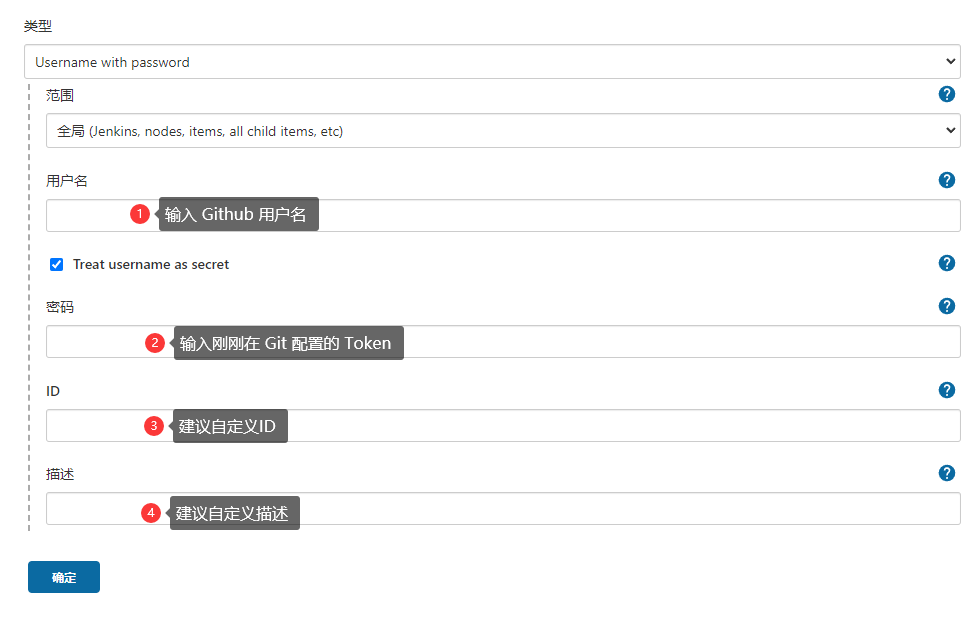 类型
Username with password
范围
?
全局 (Jenkins, nodes, items, all child items, etc)
用户名
?
1 输入 Github 用户名
Treat username as secret
?
密码
?
2 输入刚刚在 Git 配置的 Token
ID
?
3 建议自定义ID
描述
?
4 建议自定义描述
确定